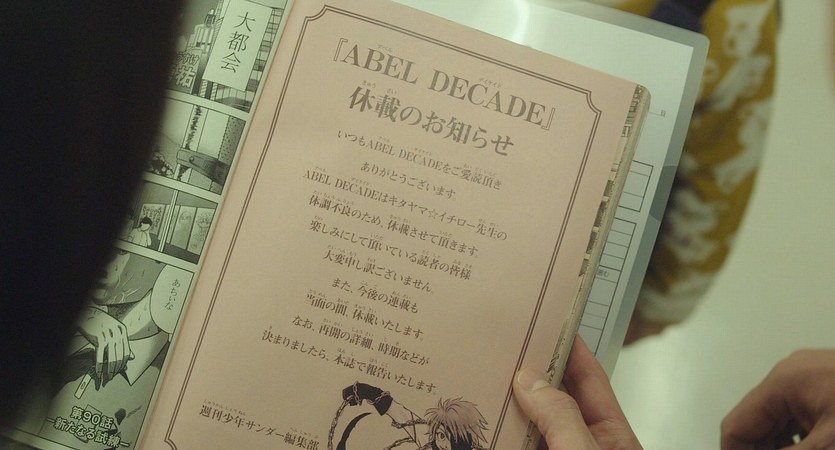 大都会
あちいな
第90話
―新たなる試練―
『ABEL DECADE』
休載のお知らせ
いつもABEL DECADEをご愛読頂き
ありがとうございます。
ABEL DECADEはキタヤマ☆イチロー先生の
体調不良のため、休載させて頂きます。
楽しみにして頂いている読者の皆様
大変申し訳ございません。
また、今後の連載も
当面の間、休載いたします。
なお、再開の詳細、時期などが
決まりましたら、本誌で報告いたします。
週刊少年サンダー編集部